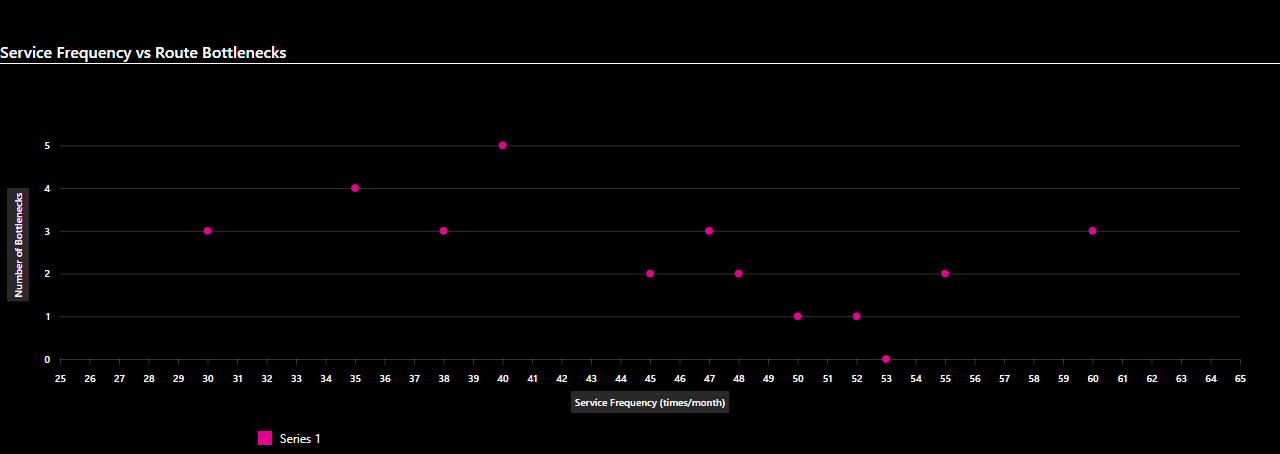 Service Frequency vs Route Bottlenecks
Number of Bottlenecks
5
4
3
2
1
0
25 26 27 28 29 30 31 32 33 34 35 36 37 38 39 40 41 42 43 44 45 46 47 48 49 50 51 52 53 54 55 56 57 58 59 60 61 62 63 64 65
Service Frequency (times/month)
Series 1